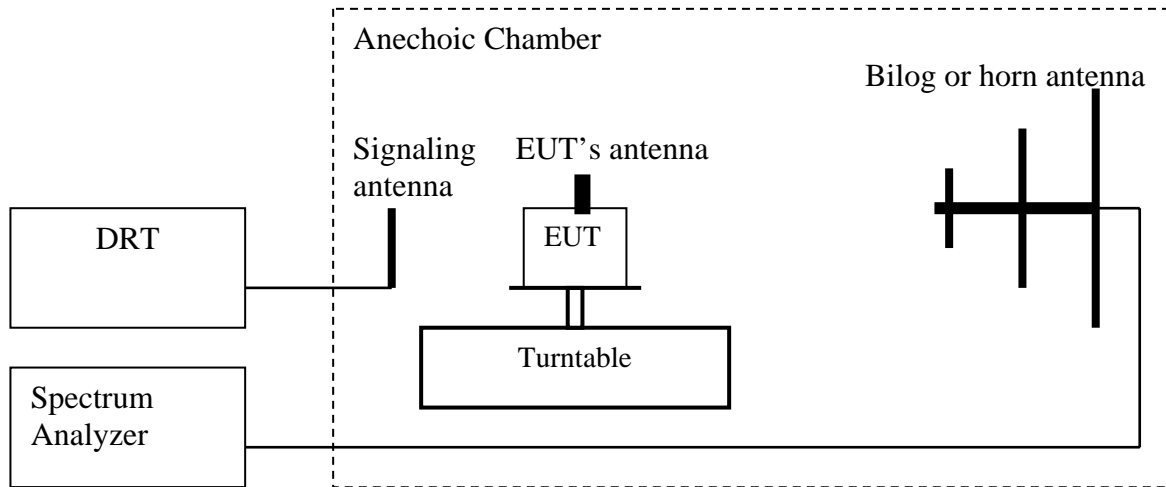 Anechoic Chamber
Bilog or horn antenna
Signaling
antenna
EUT’s antenna
DRT
EUT
Turntable
Spectrum
Analyzer